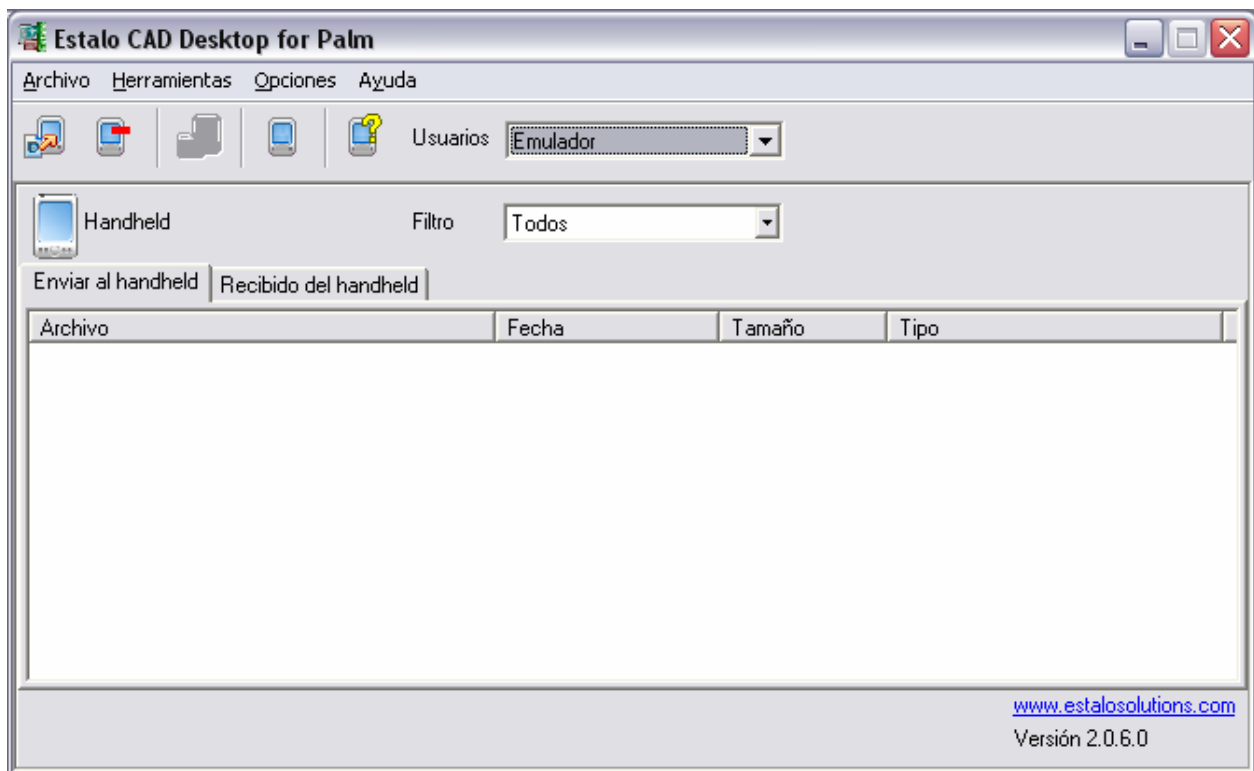 Estalo CAD Desktop for Palm
Archivo Herramientas Opciones Ayuda
Usuarios Emulador
Handheld Filtro Todos
Enviar al handheld Recibido del handheld
Archivo Fecha Tamaño Tipo
www.estalosolutions.com
Versión 2.0.6.0